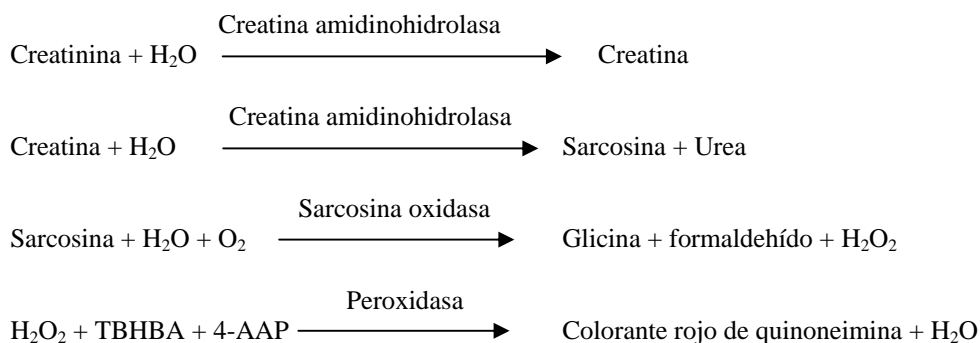 Creatina amidinohidrolasa
Creatinina + H₂O Creatina
Creatina amidinohidrolasa
Creatina + H₂O Sarcosina + Urea
Sarcosina oxidasa
Sarcosina + H₂O + O₂ Glicina + formaldehído + H₂O₂
Peroxidasa
H₂O₂ + TBHBA + 4-AAP Colorante rojo de quinoneimina + H₂O